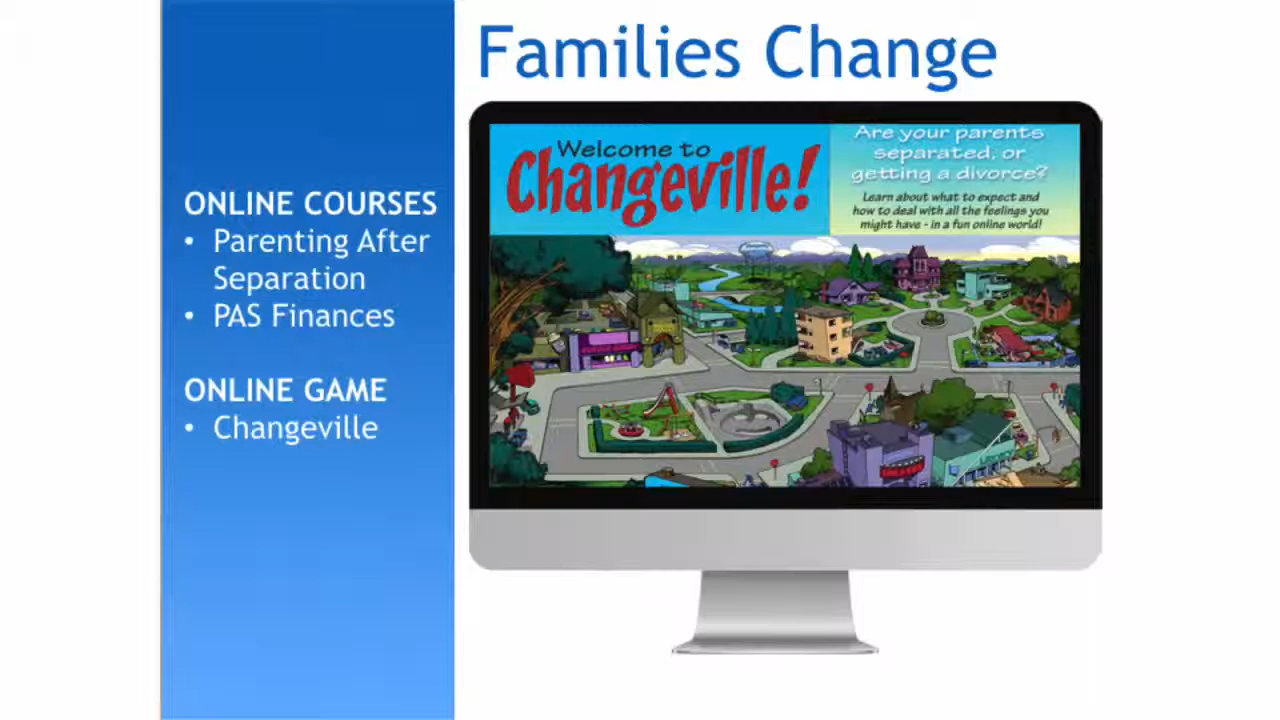 Families Change
ONLINE COURSES
• Parenting After
Separation
• PAS Finances
ONLINE GAME
• Changeville
Welcome to
Changeville!
Are your parents
separated, or
getting a divorce?
Learn about what to expect and
how to deal with all the feelings you
might have - in a fun online world!
LIBRARY